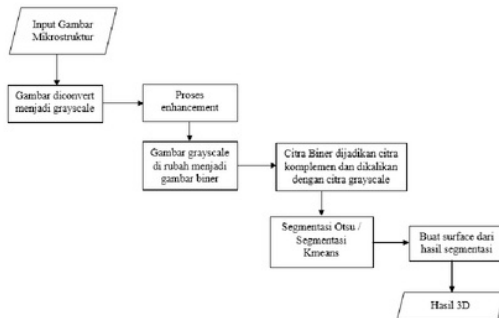 Input Gambar
Mikrostruktur
Gambar diconvert
menjadi grayscale
Proses
enhancement
Gambar grayscale
di rubah menjadi
gambar biner
Citra Biner dijadikan citra
komplemen dan dikalikan
dengan citra grayscale
Segmentasi Otsu /
Segmentasi
Kmeans
Buat surface dari
hasil segmentasi
Hasil 3D